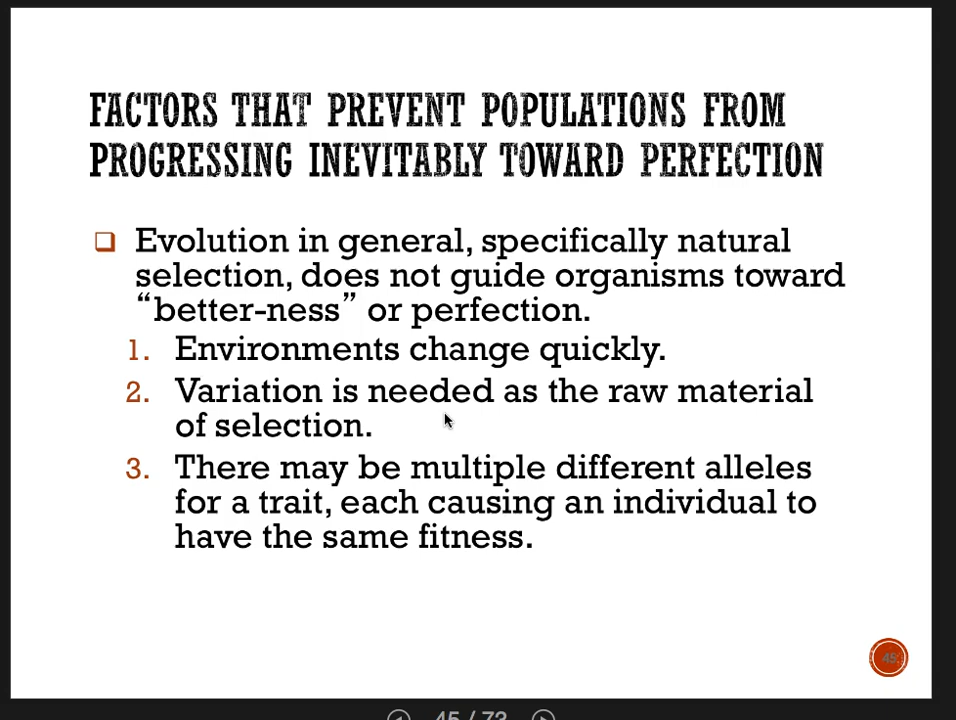 FACTORS THAT PREVENT POPULATIONS FROM
PROGRESSING INEVITABLY TOWARD PERFECTION
Evolution in general, specifically natural
selection, does not guide organisms toward
“better-ness” or perfection.
1. Environments change quickly.
2. Variation is needed as the raw material
of selection.
3. There may be multiple different alleles
for a trait, each causing an individual to
have the same fitness.
45
45 / 73